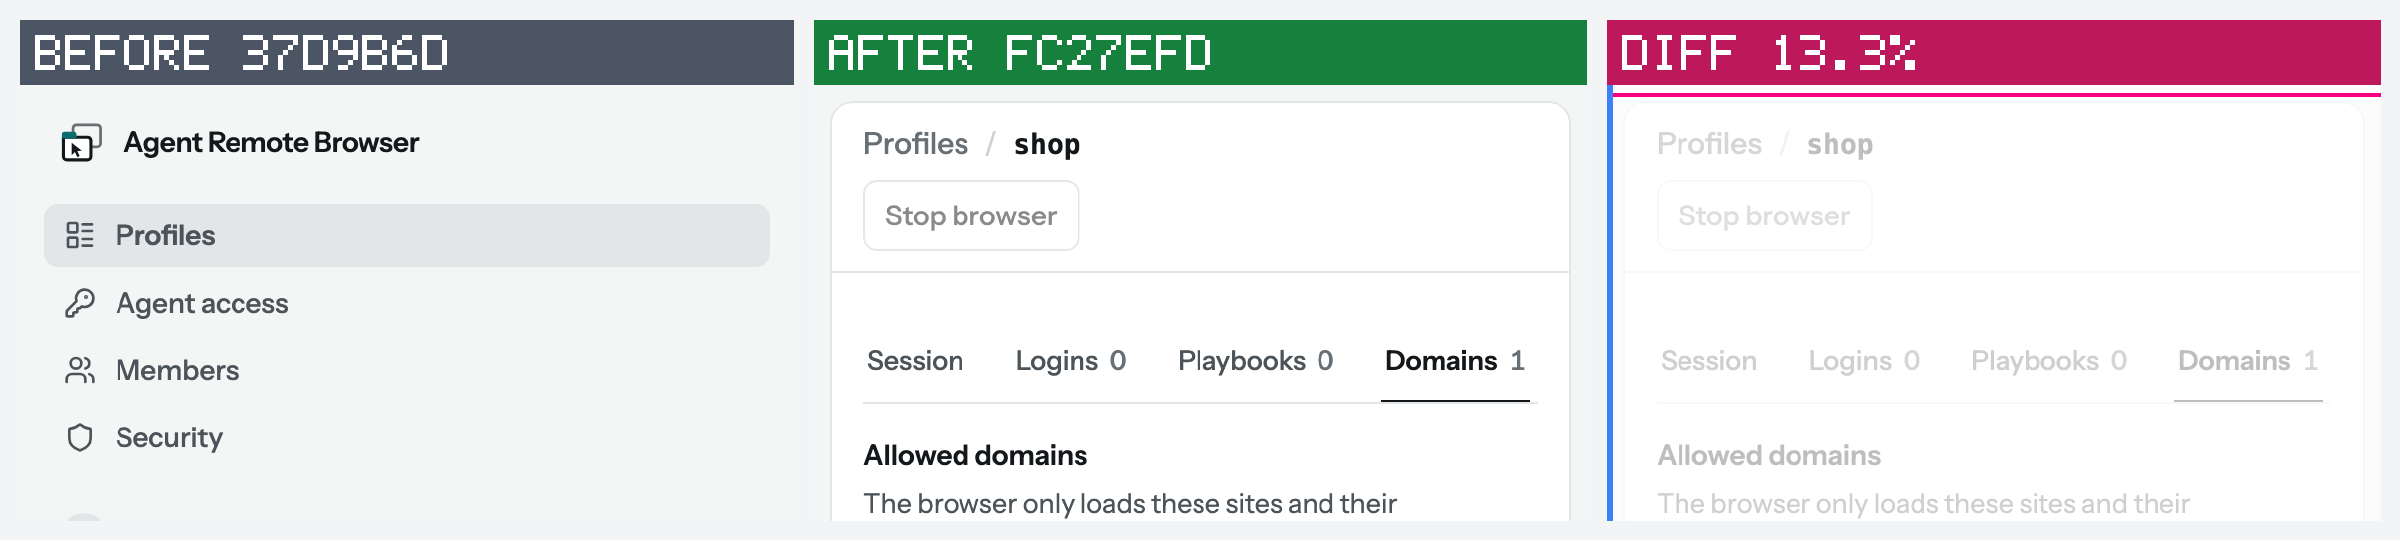 BEFORE 37D9B6D
Agent Remote Browser
Profiles
Agent access
Members
Security
AFTER FC27EFD
Profiles / shop
Stop browser
Session Logins 0 Playbooks 0 Domains 1
Allowed domains
The browser only loads these sites and their
DIFF 13.3%
Profiles / shop
Stop browser
Session Logins 0 Playbooks 0 Domains 1
Allowed domains
The browser only loads these sites and their